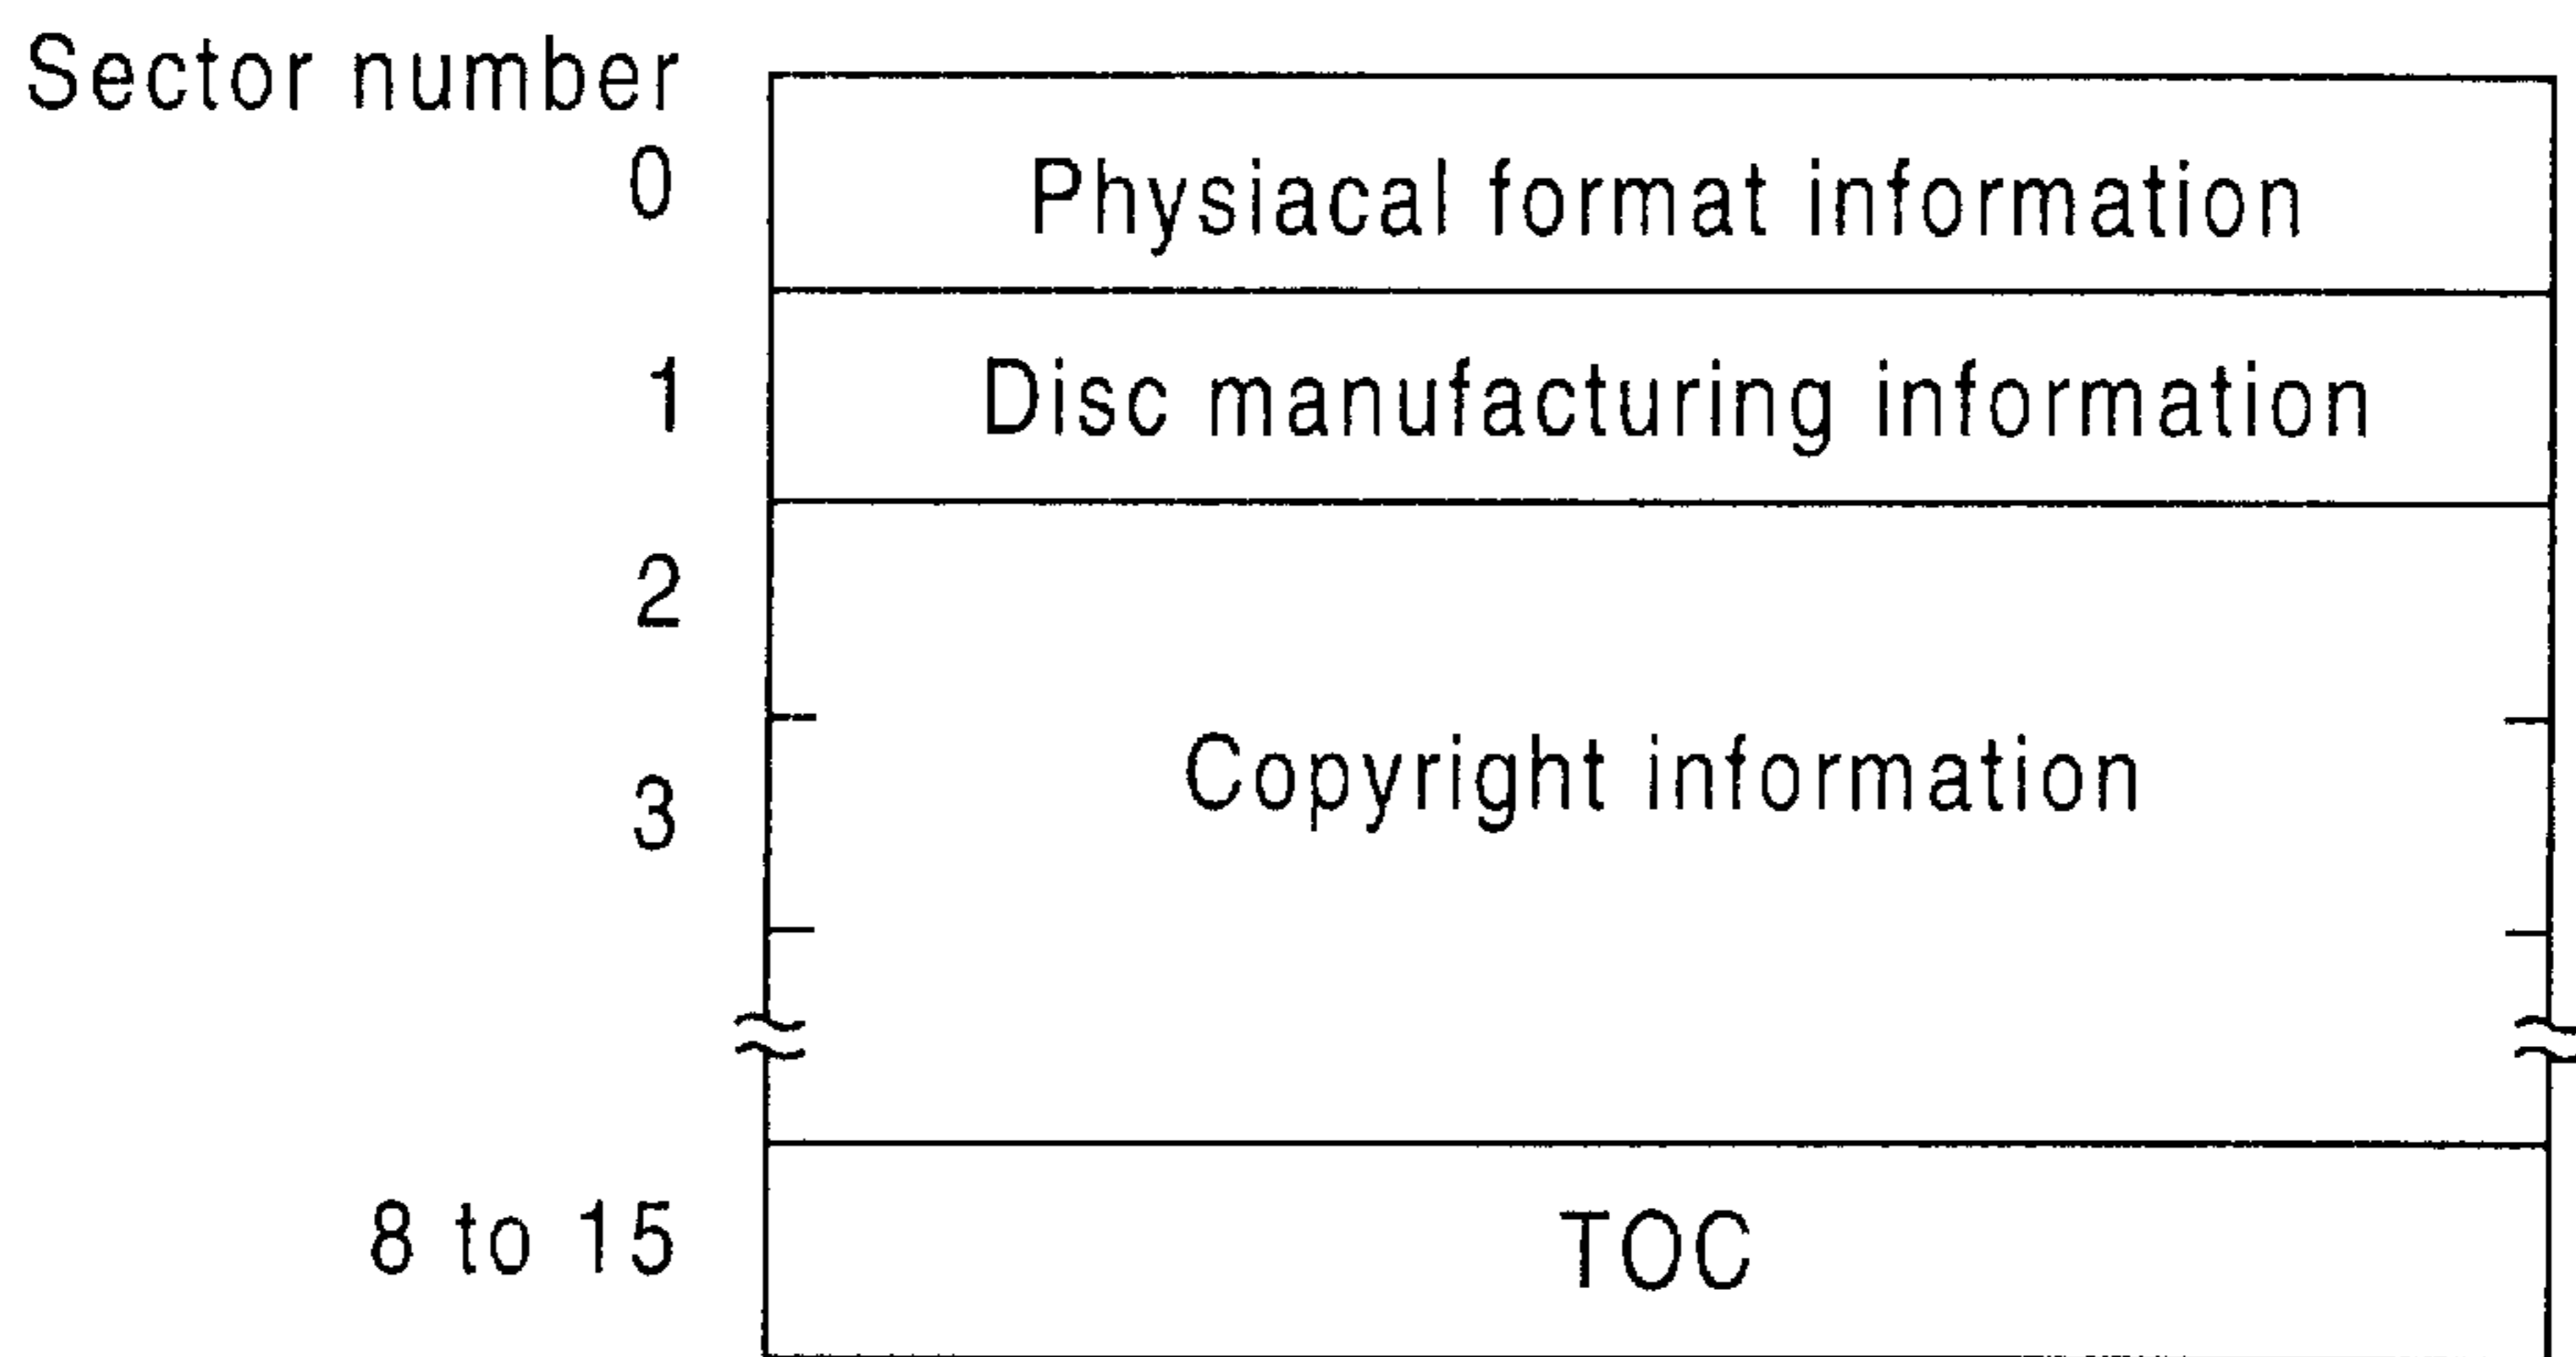 Sector number
0 Physiacal format information
1 Disc manufacturing information
2
Copyright information
3
8 to 15 TOC